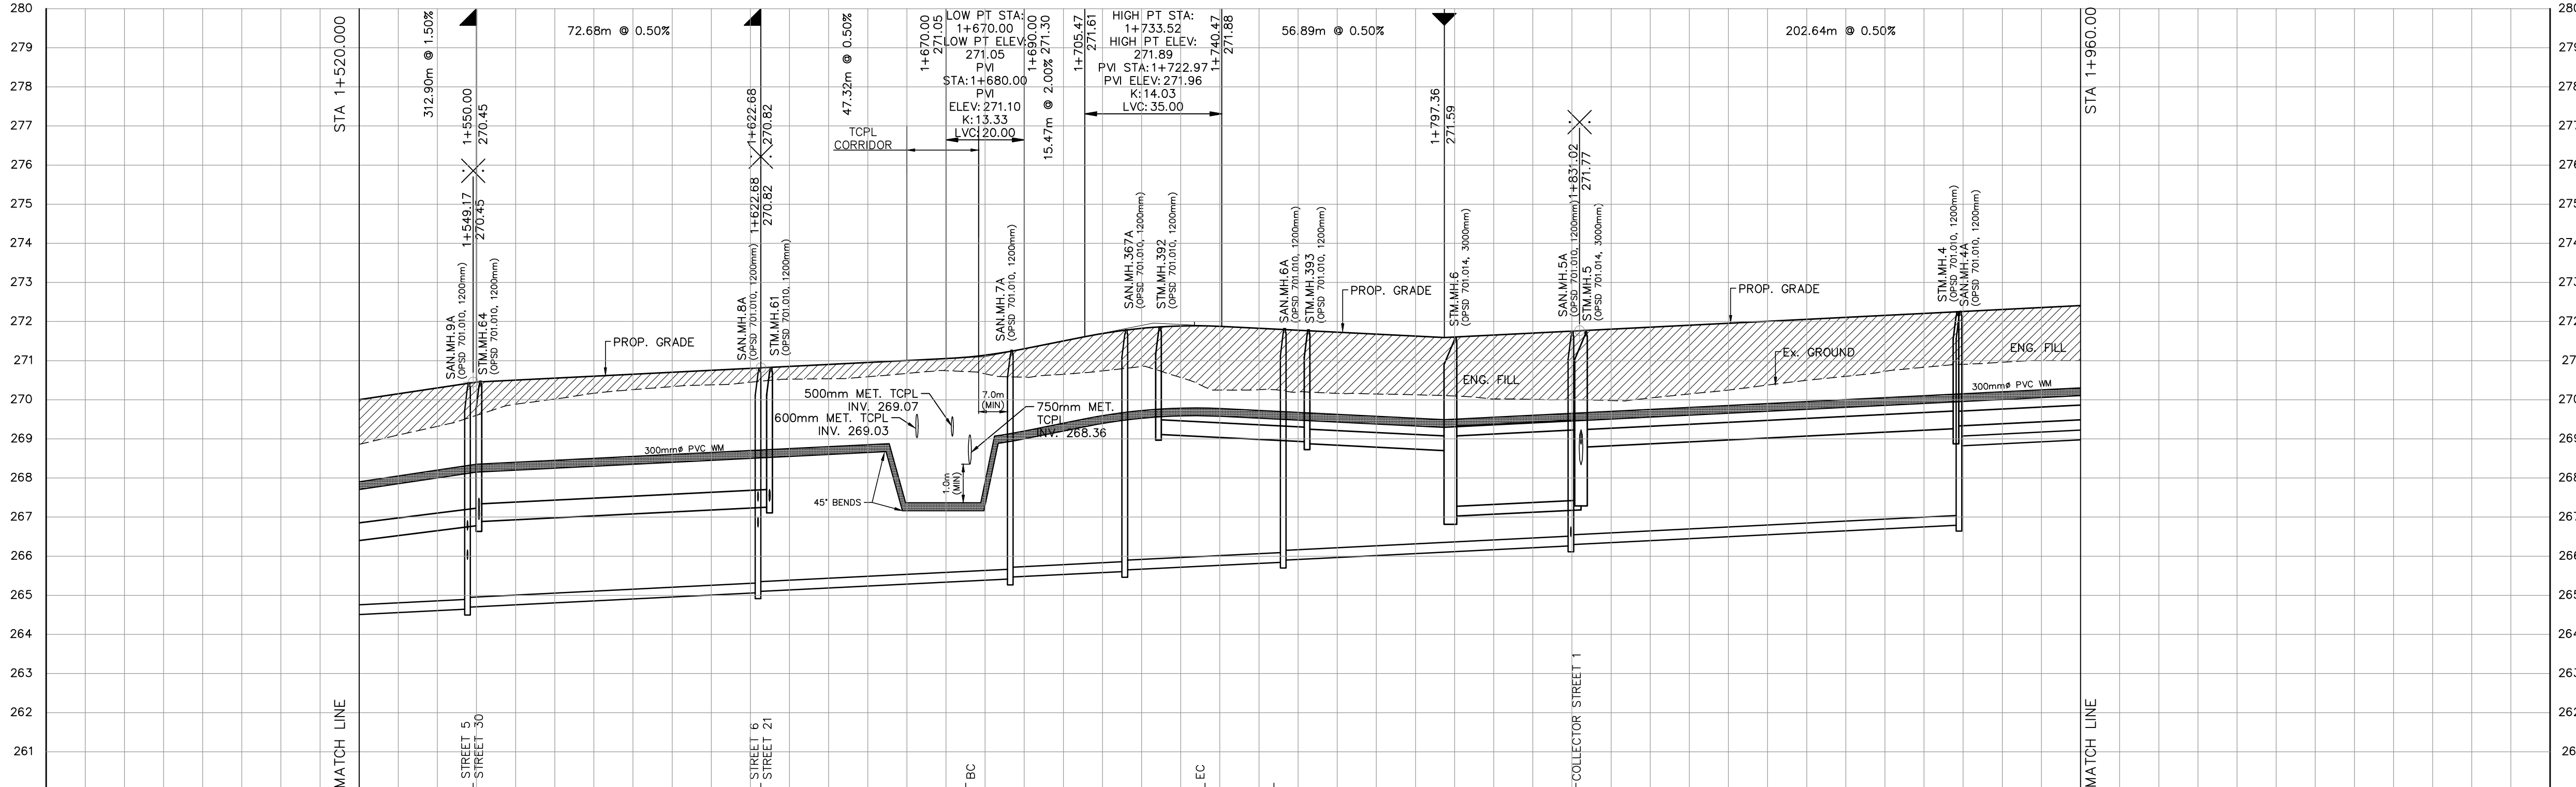 280
279
278
277
276
275
274
273
272
271
270
269
268
267
266
265
264
263
262
261
STA 1+520.000
MATCH LINE
312.90m @ 1.50%
1+550.00
270.45
1+549.17
270.45
SAN.MH.9A
(OPSD 701.010, 1200mm)
STM.MH.64
(OPSD 701.010, 1200mm)
STREET 5
STREET 30
72.68m @ 0.50%
PROP. GRADE
300mmø PVC WM
1+622.68
270.82
1+622.68
270.82
SAN.MH.8A
(OPSD 701.010, 1200mm)
STM.MH.61
(OPSD 701.010, 1200mm)
STREET 6
STREET 21
47.32m @ 0.50%
TCPL
CORRIDOR
1+670.00
271.05
LOW PT STA:
1+670.00
LOW PT ELEV:
271.05
PVI
STA:1+680.00
PVI
ELEV:271.10
K:13.33
LVC:20.00
1+690.00
271.30
15.47m @ 2.00%
500mm MET. TCPL
INV. 269.07
600mm MET. TCPL
INV. 269.03
7.0m
(MIN)
750mm MET.
TCPL
INV. 268.36
1.0m
(MIN)
45° BENDS
BC
SAN.MH.7A
(OPSD 701.010, 1200mm)
1+705.47
271.61
HIGH PT STA:
1+733.52
HIGH PT ELEV:
271.89
PVI STA:1+722.97
PVI ELEV:271.96
K:14.03
LVC:35.00
1+740.47
271.88
SAN.MH.367A
(OPSD 701.010, 1200mm)
STM.MH.392
(OPSD 701.010, 1200mm)
EC
56.89m @ 0.50%
SAN.MH.6A
(OPSD 701.010, 1200mm)
STM.MH.393
(OPSD 701.010, 1200mm)
PROP. GRADE
1+797.36
271.59
STM.MH.6
(OPSD 701.014, 3000mm)
ENG. FILL
1+831.02
271.77
SAN.MH.5A
(OPSD 701.010, 1200mm)
STM.MH.5
(OPSD 701.014, 3000mm)
COLLECTOR STREET 1
202.64m @ 0.50%
PROP. GRADE
Ex. GROUND
STM.MH.4
(OPSD 701.010, 1200mm)
SAN.MH.4A
(OPSD 701.010, 1200mm)
ENG. FILL
300mmø PVC WM
STA 1+960.00
MATCH LINE